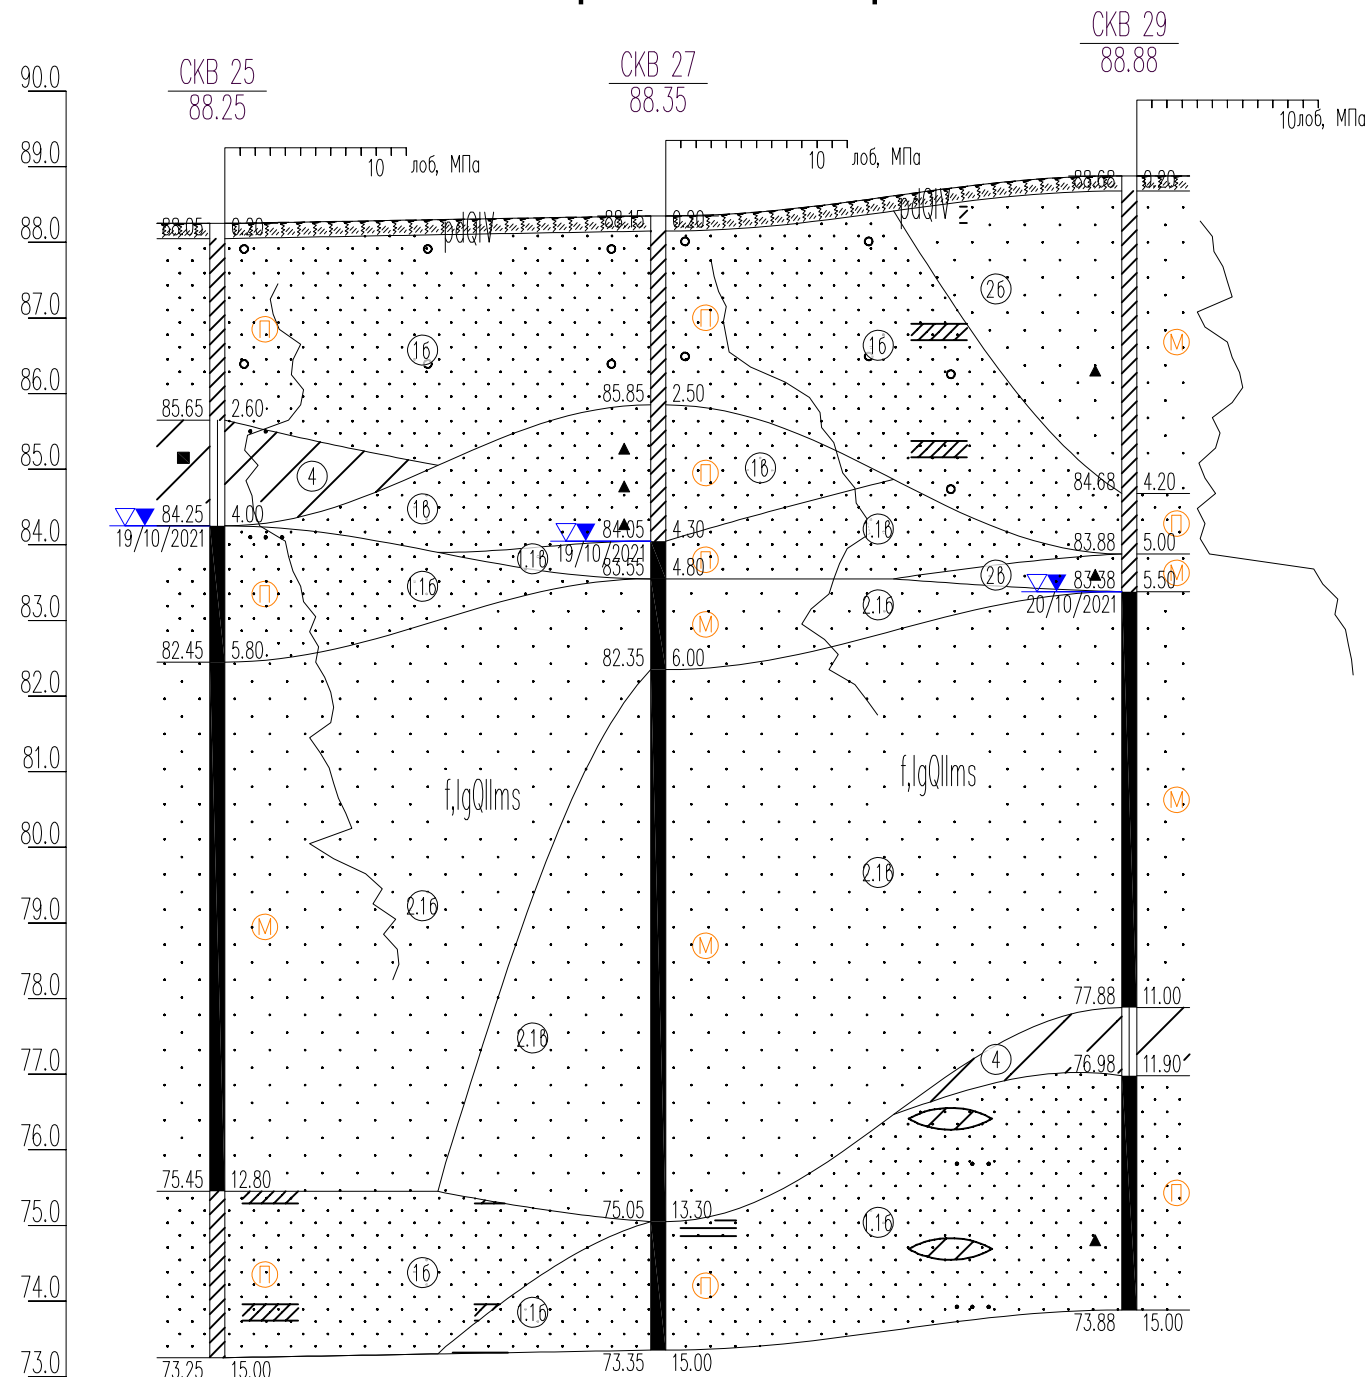 СКВ 25
88.25
СКВ 27
88.35
СКВ 29
88.88
90.0
89.0
88.0
87.0
86.0
85.0
84.0
83.0
82.0
81.0
80.0
79.0
78.0
77.0
76.0
75.0
74.0
73.0
10 лоб, МПа
10 лоб, МПа
10 лоб, МПа
88.05 0.20
pdQIV
88.15 0.20
pdQIV
88.68 0.20
П
1б
П
1б
2б
М
85.65 2.60
85.85 2.50
4
1б
П
1б
84.68 4.20
84.25 4.00
19/10/2021
84.05 4.30
19/10/2021
1.1б
П
1.1б
П
83.88 5.00
83.55 4.80
П
1.1б
М
2.1б
2б
М
83.38 5.50
20/10/2021
82.45 5.80
82.35 6.00
f,lgQIIms
f,lgQIIms
М
2.1б
2.1б
М
М
2.1б
2.1б
77.88 11.00
4
76.98 11.90
75.45 12.80
75.05 13.30
П
1б
1.1б
П
1.1б
П
73.25 15.00
73.35 15.00
73.88 15.00